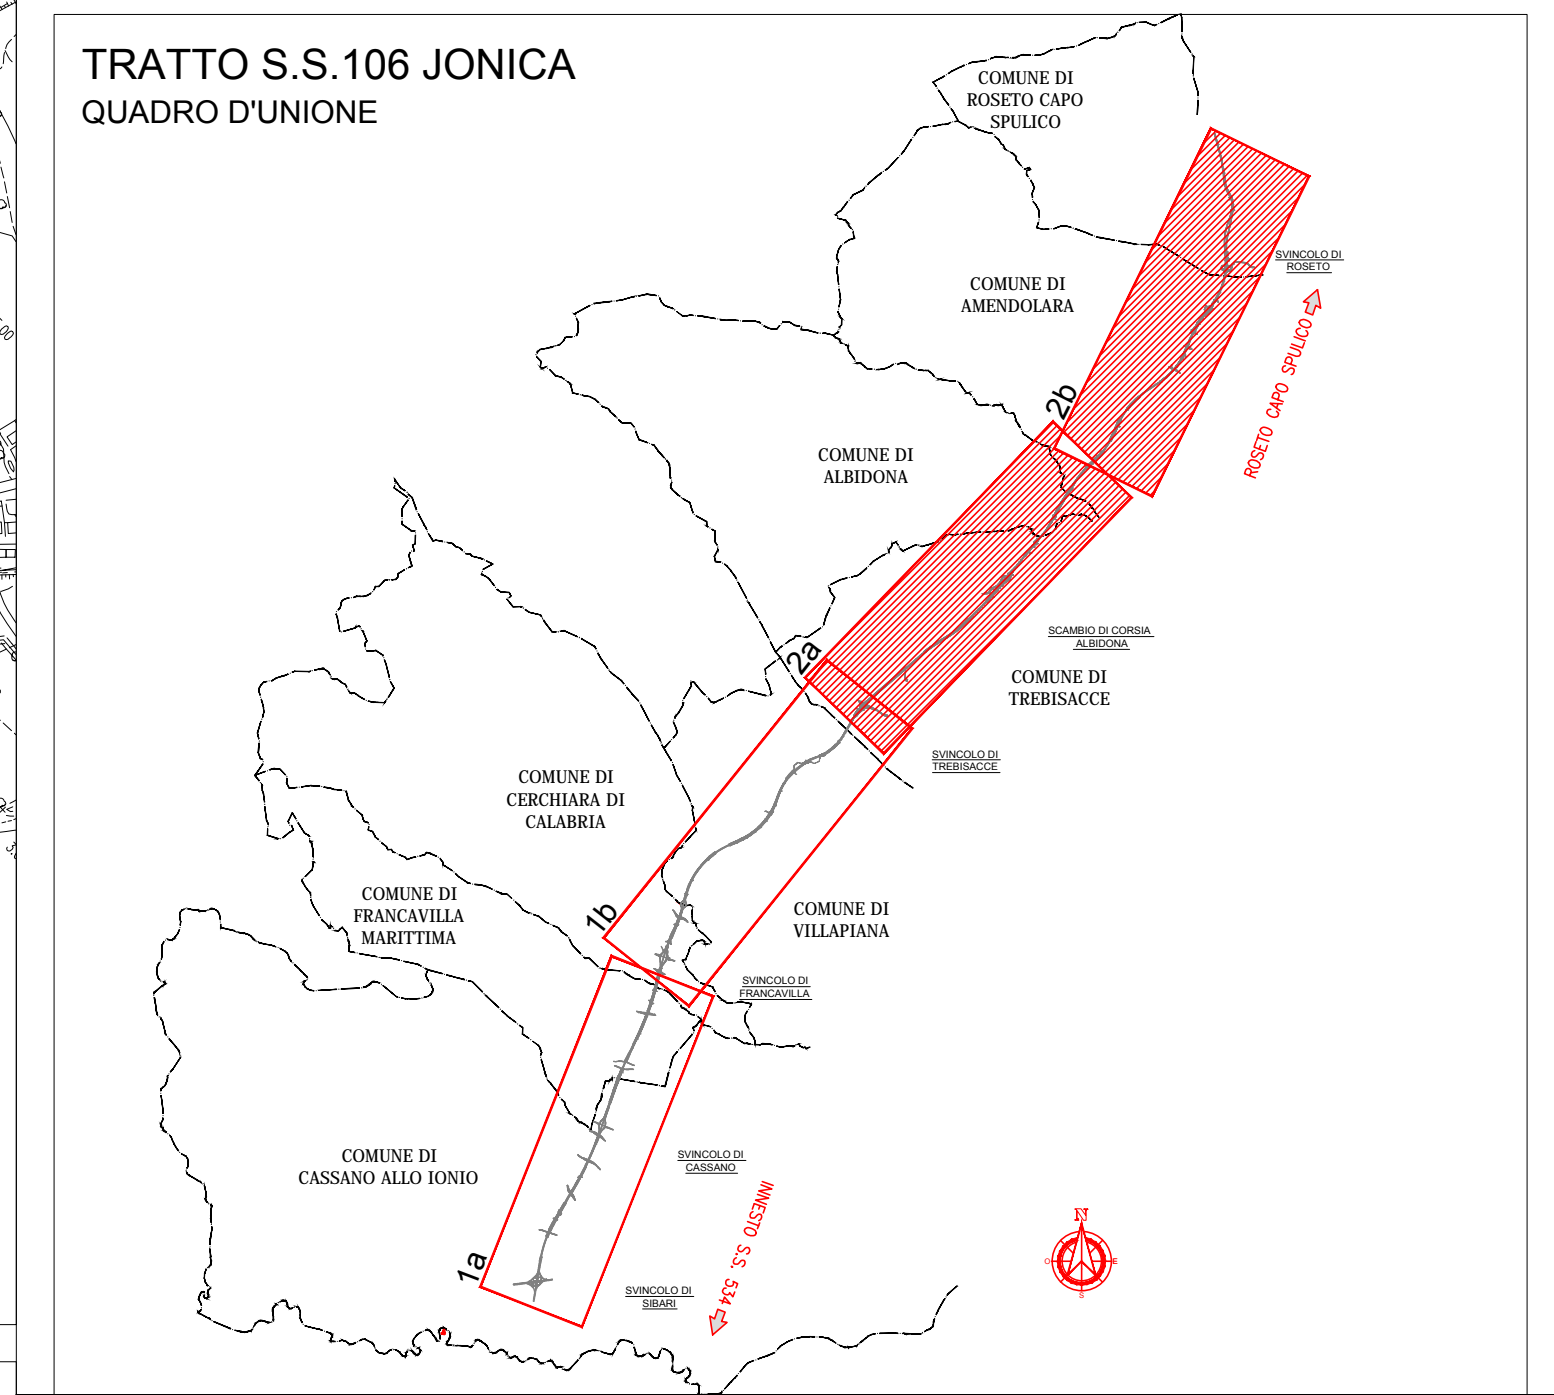 TRATTO S.S.106 JONICA
QUADRO D'UNIONE
COMUNE DI
ROSETO CAPO
SPULICO
SVINCOLO DI
ROSETO
COMUNE DI
AMENDOLARA
ROSETO CAPO SPULICO
2b
COMUNE DI
ALBIDONA
SCAMBIO DI CORSIA
ALBIDONA
2a
COMUNE DI
TREBISACCE
SVINCOLO DI
TREBISACCE
COMUNE DI
CERCHIARA DI
CALABRIA
COMUNE DI
FRANCAVILLA
MARITTIMA
1b
COMUNE DI
VILLAPIANA
SVINCOLO DI
FRANCAVILLA
COMUNE DI
CASSANO ALLO IONIO
SVINCOLO DI
CASSANO
INNESTO S.S. 534
1a
SVINCOLO DI
SIBARI
N
O
E
S